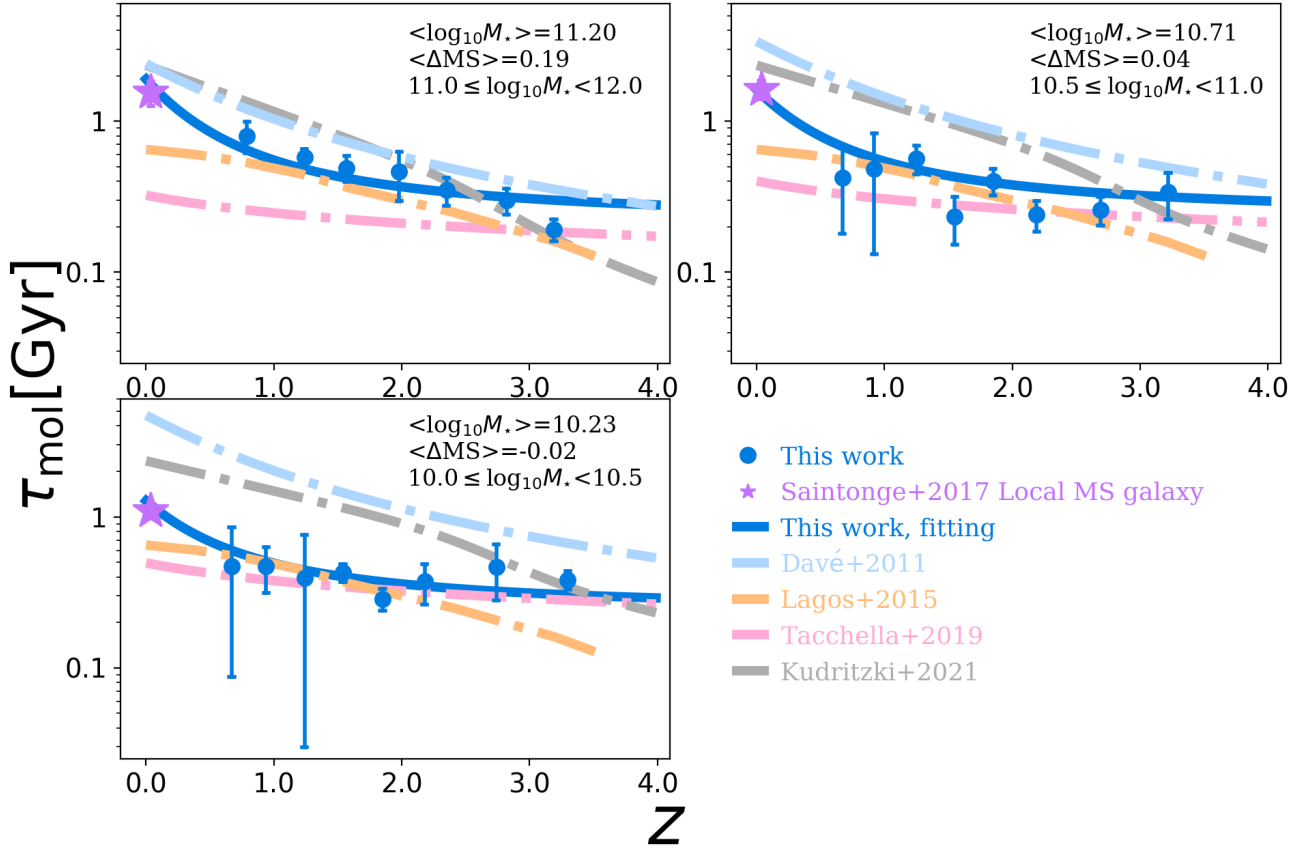 <log₁₀M⋆>=11.20
<ΔMS>=0.19
11.0 ≤ log₁₀M⋆<12.0
1
0.1
0.0 1.0 2.0 3.0 4.0
<log₁₀M⋆>=10.71
<ΔMS>=0.04
10.5 ≤ log₁₀M⋆<11.0
1
0.1
0.0 1.0 2.0 3.0 4.0
τmol[Gyr]
<log₁₀M⋆>=10.23
<ΔMS>=-0.02
10.0 ≤ log₁₀M⋆<10.5
1
0.1
0.0 1.0 2.0 3.0 4.0
z
This work
Saintonge+2017 Local MS galaxy
This work, fitting
Davé+2011
Lagos+2015
Tacchella+2019
Kudritzki+2021